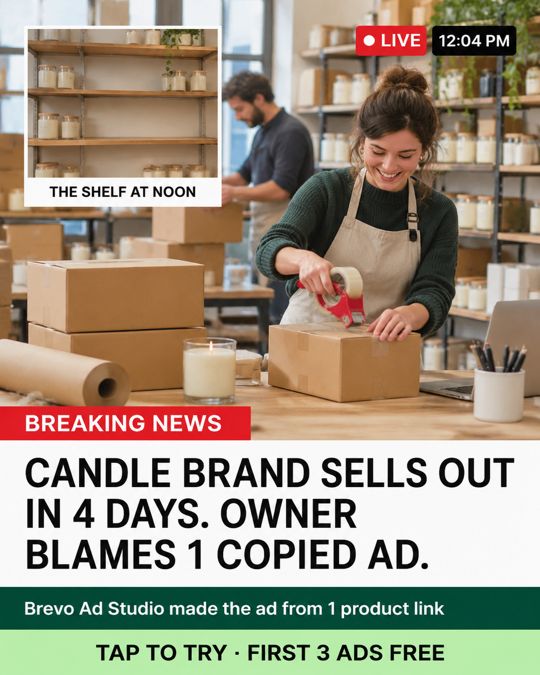 LIVE
12:04 PM
THE SHELF AT NOON
BREAKING NEWS
CANDLE BRAND SELLS OUT
IN 4 DAYS. OWNER
BLAMES 1 COPIED AD.
Brevo Ad Studio made the ad from 1 product link
TAP TO TRY · FIRST 3 ADS FREE